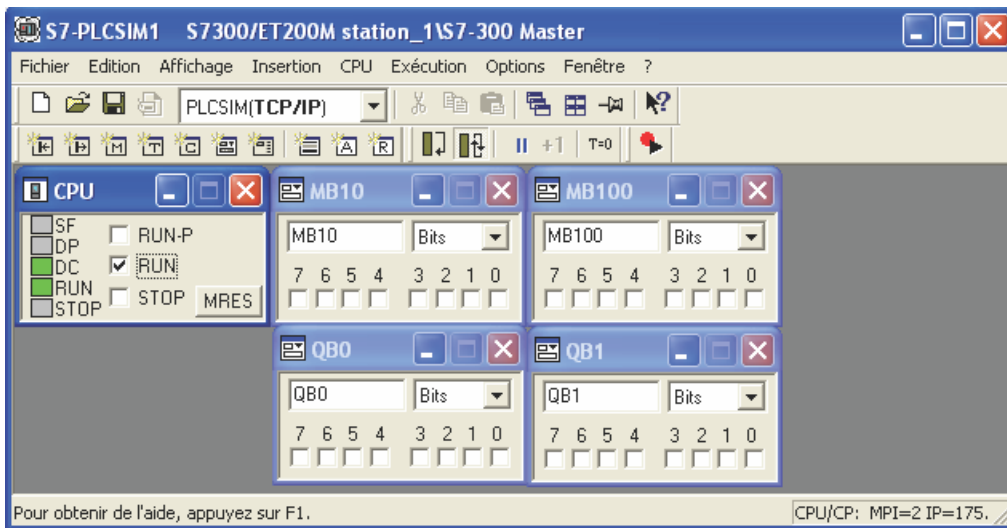 S7-PLCSIM1 S7300/ET200M station_1\S7-300 Master
Fichier Edition Affichage Insertion CPU Exécution Options Fenêtre ?
PLCSIM(TCP/IP)
+1 T=0
CPU
SF
DP
DC
RUN
STOP
RUN-P
RUN
STOP
MRES
MB10
MB10 Bits
7 6 5 4 3 2 1 0
MB100
MB100 Bits
7 6 5 4 3 2 1 0
QB0
QB0 Bits
7 6 5 4 3 2 1 0
QB1
QB1 Bits
7 6 5 4 3 2 1 0
Pour obtenir de l'aide, appuyez sur F1.
CPU/CP: MPI=2 IP=175.